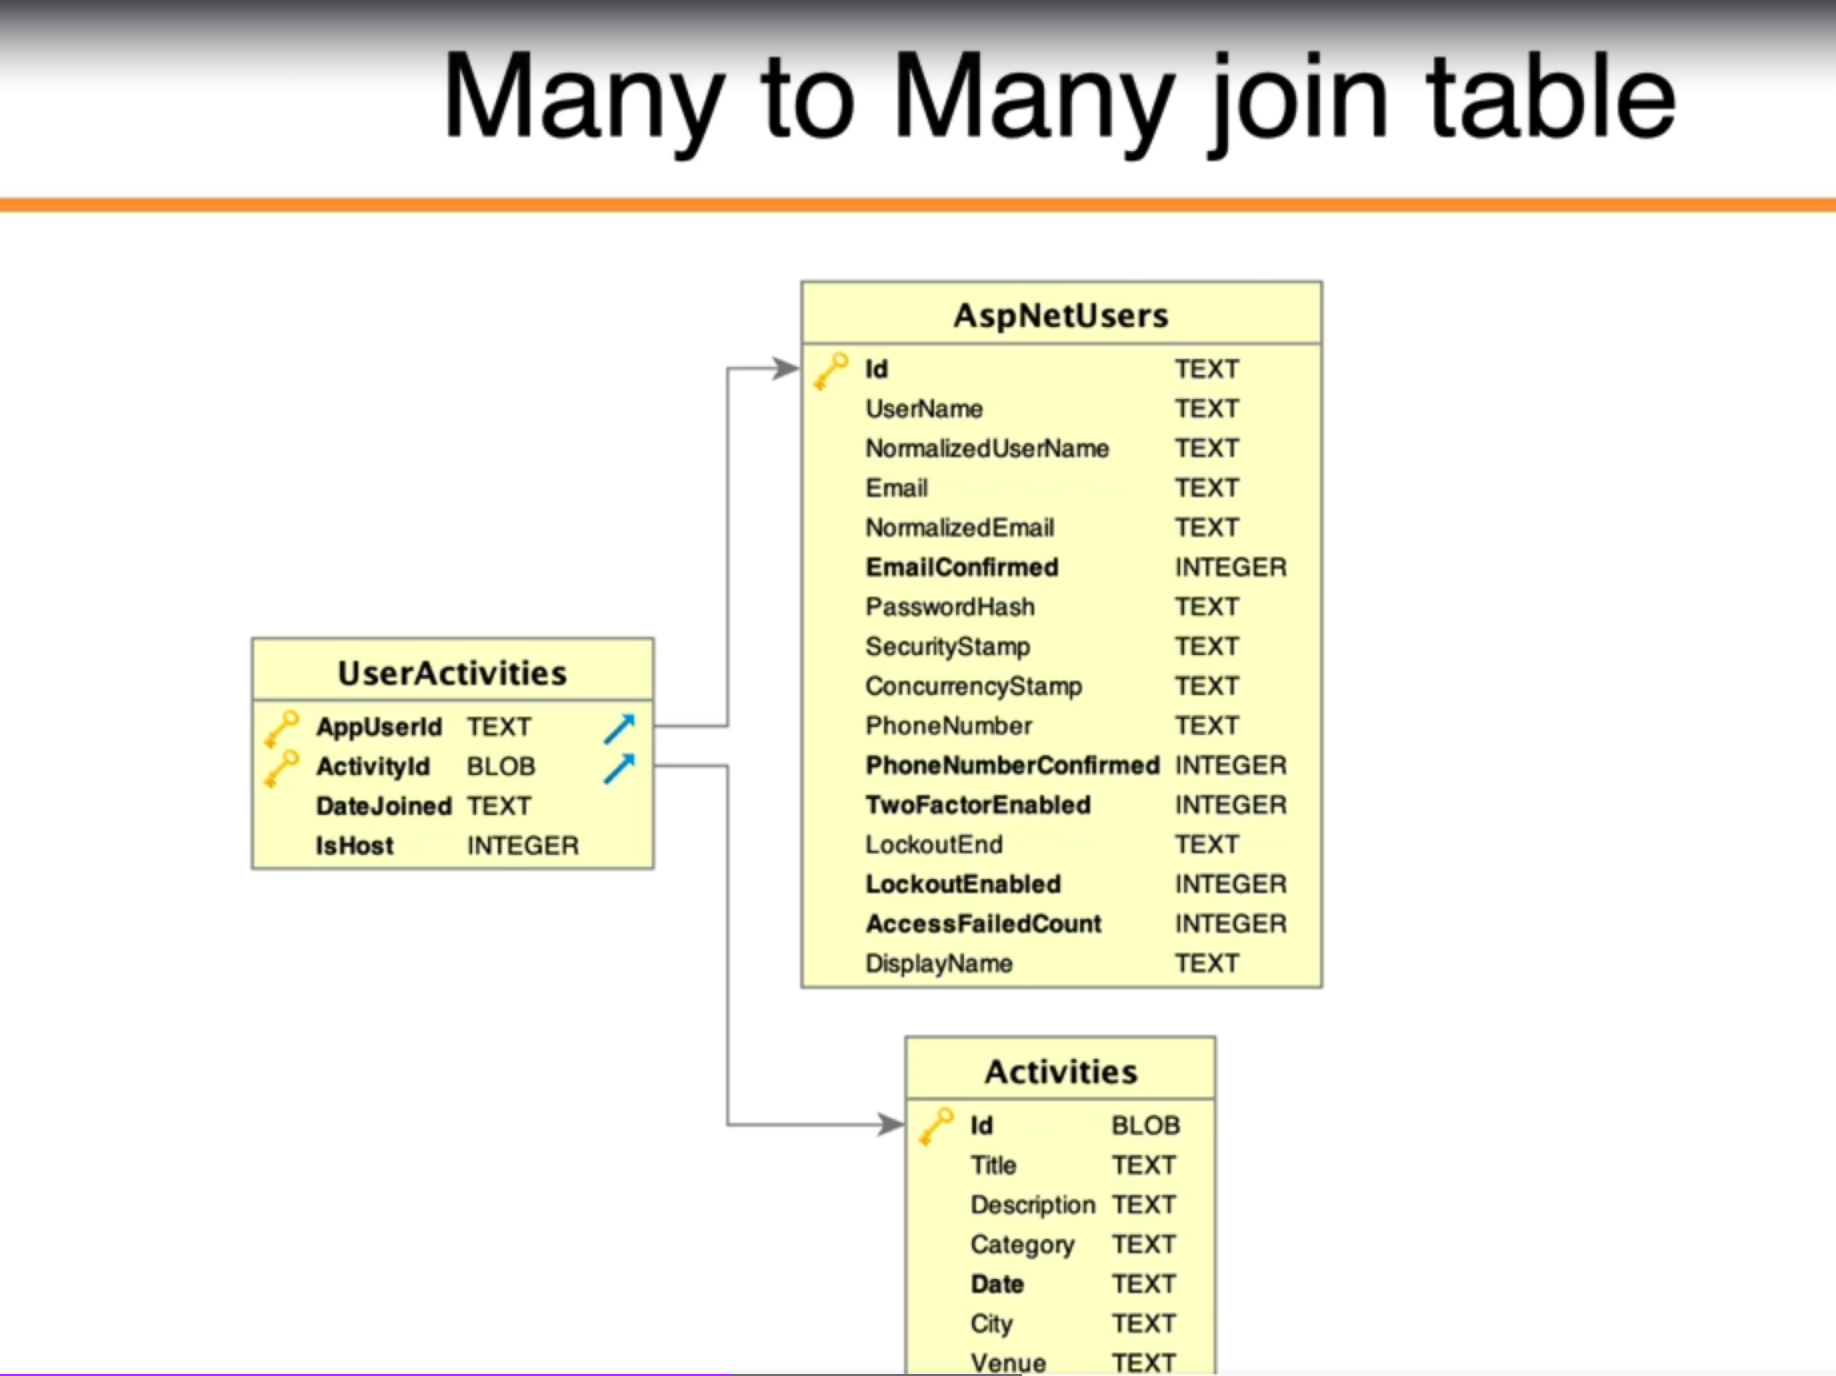 Many to Many join table
AspNetUsers
Id TEXT
UserName TEXT
NormalizedUserName TEXT
Email TEXT
NormalizedEmail TEXT
EmailConfirmed INTEGER
PasswordHash TEXT
SecurityStamp TEXT
ConcurrencyStamp TEXT
PhoneNumber TEXT
PhoneNumberConfirmed INTEGER
TwoFactorEnabled INTEGER
LockoutEnd TEXT
LockoutEnabled INTEGER
AccessFailedCount INTEGER
DisplayName TEXT
UserActivities
AppUserId TEXT
ActivityId BLOB
DateJoined TEXT
IsHost INTEGER
Activities
Id BLOB
Title TEXT
Description TEXT
Category TEXT
Date TEXT
City TEXT
Venue TEXT